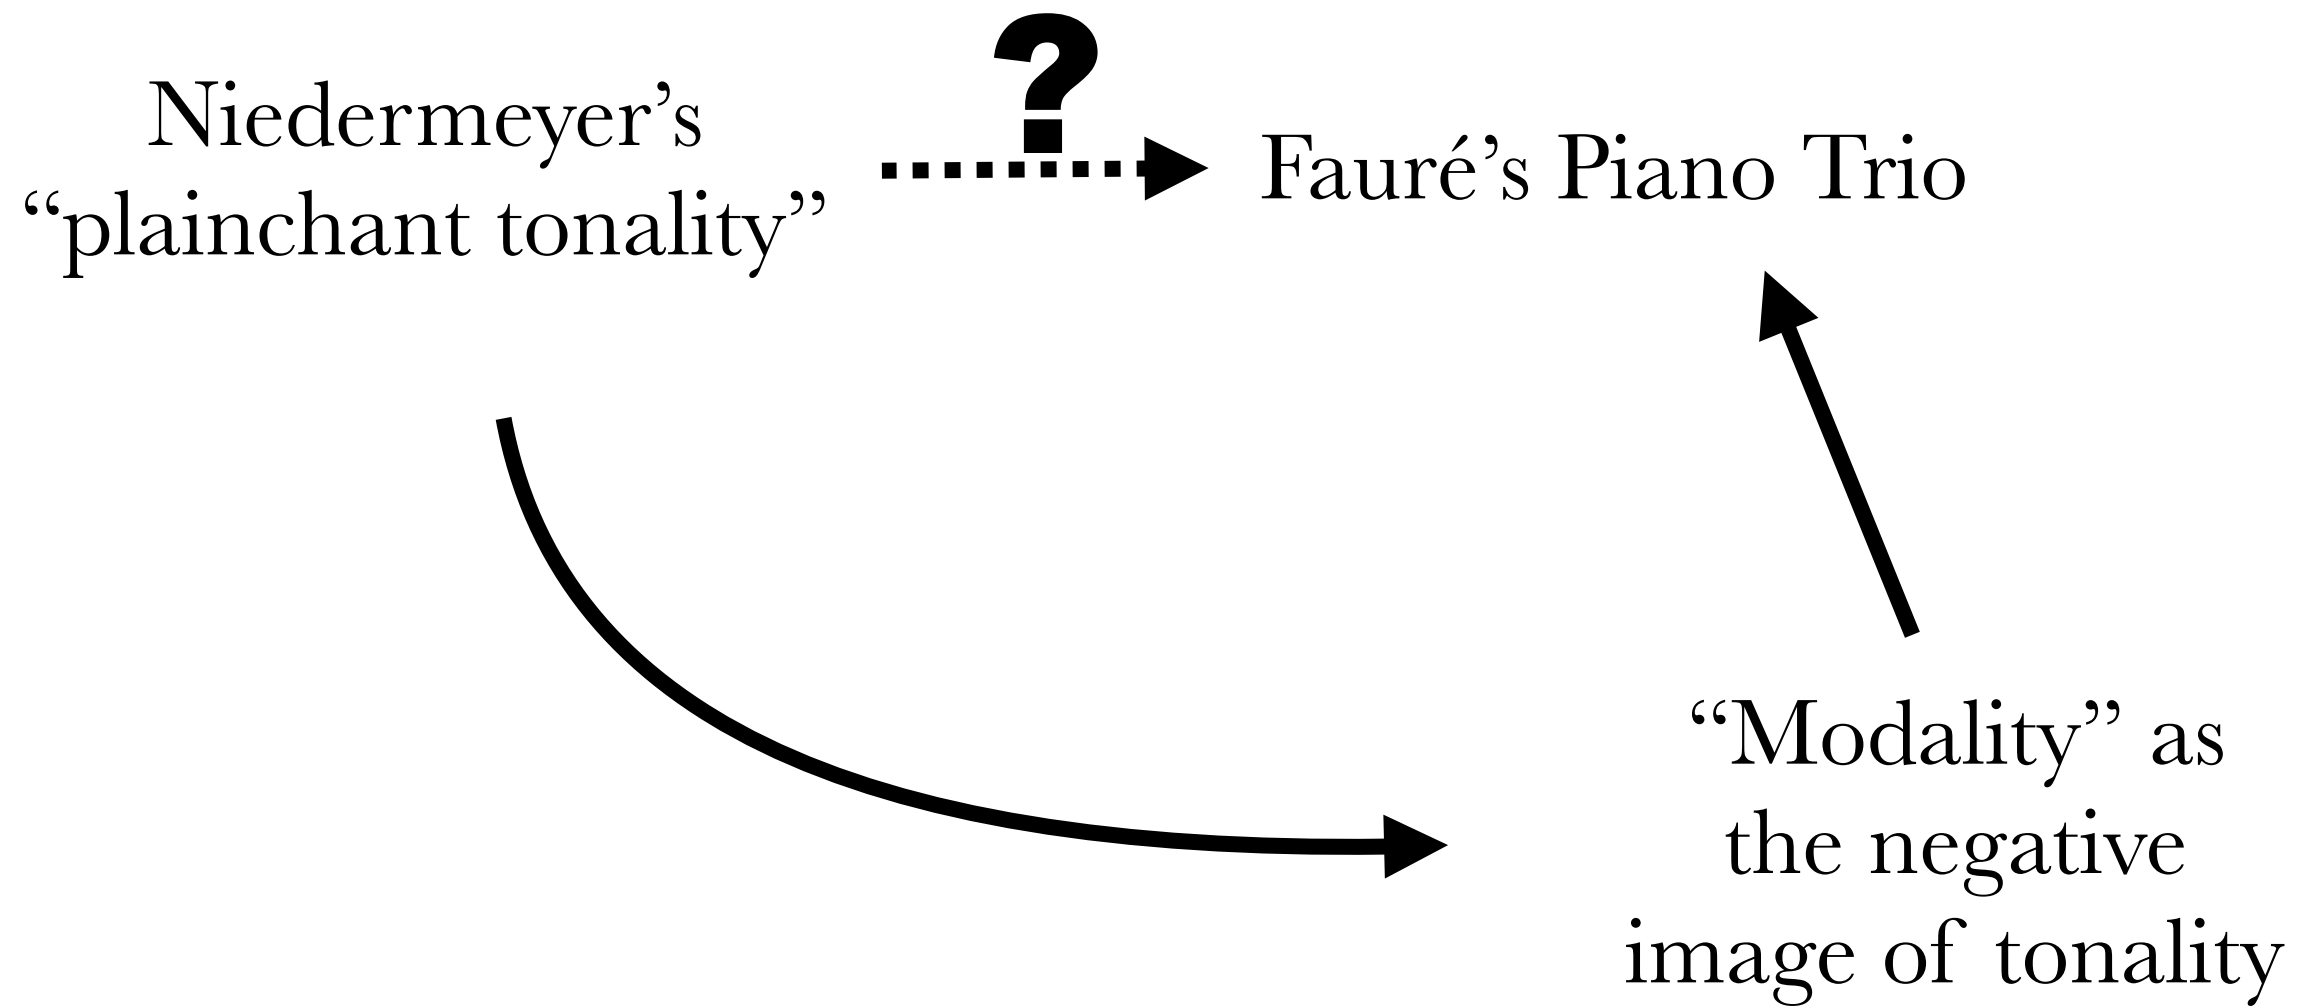 Niedermeyer’s
“plainchant tonality”
?
Fauré’s Piano Trio
“Modality” as
the negative
image of tonality